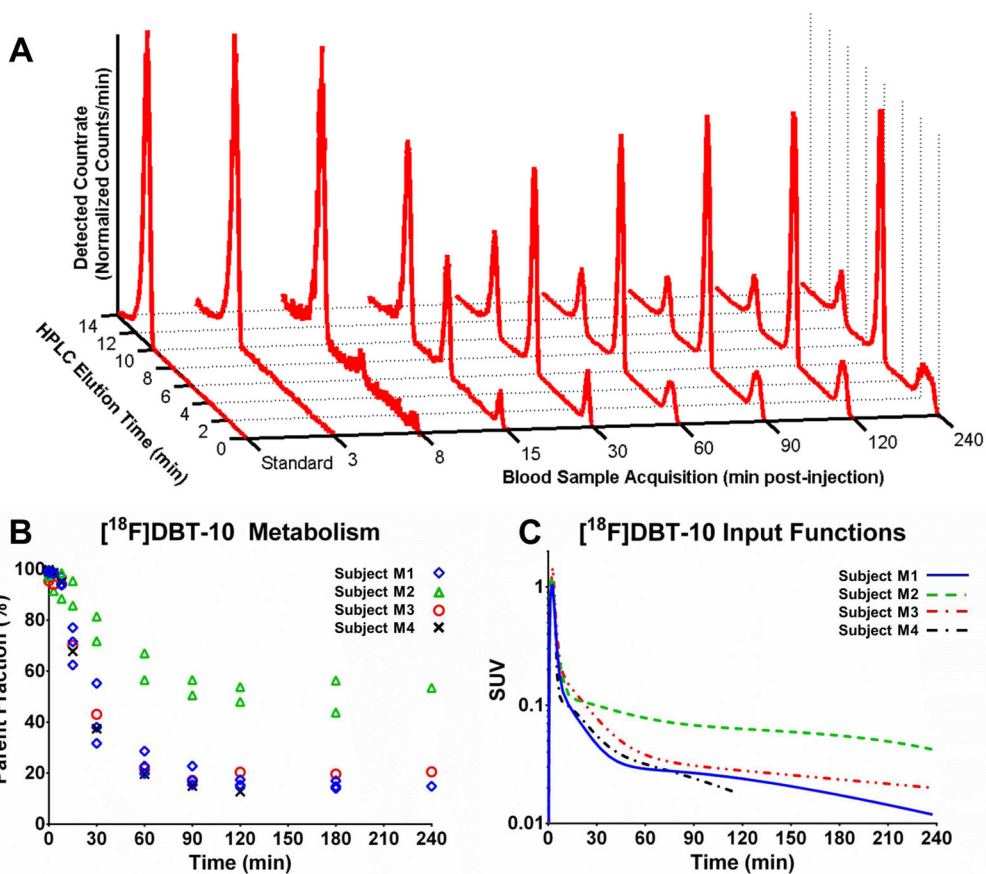 A
Detected Countrate
(Normalized Counts/min)
HPLC Elution Time (min)
14
12
10
8
6
4
2
0
Standard
3
8
15
30
60
90
120
240
Blood Sample Acquisition (min post-injection)
B
[18F]DBT-10 Metabolism
Parent Fraction (%)
100
80
60
40
20
0
0
30
60
90
120
150
180
210
240
Time (min)
Subject M1
Subject M2
Subject M3
Subject M4
C
[18F]DBT-10 Input Functions
SUV
1
0.1
0.01
0
30
60
90
120
150
180
210
240
Time (min)
Subject M1
Subject M2
Subject M3
Subject M4